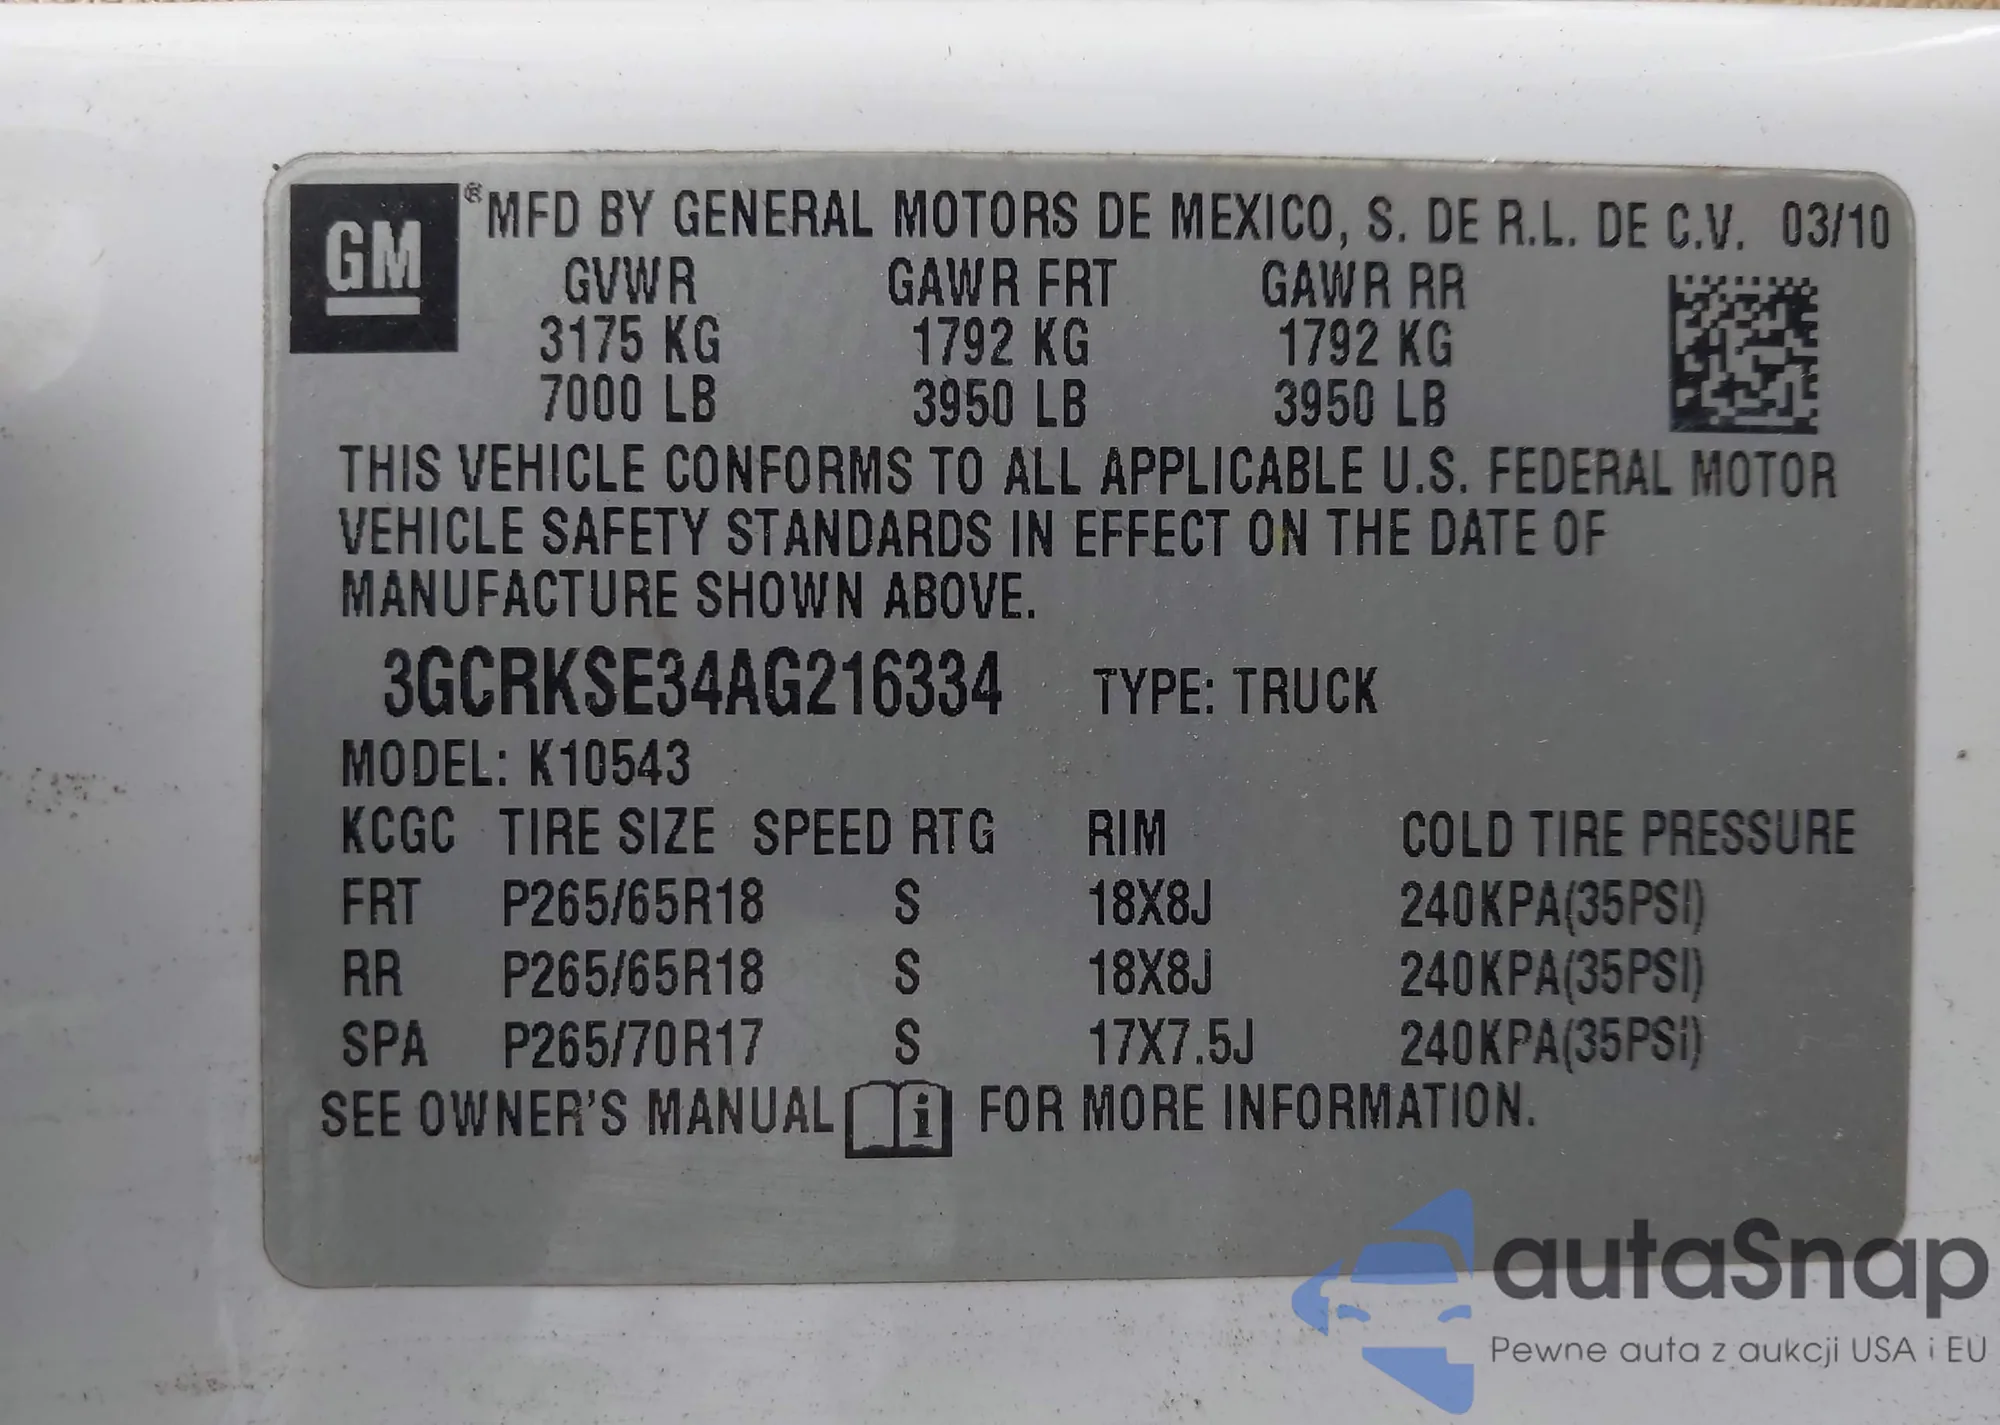 GM ® MFD BY GENERAL MOTORS DE MEXICO, S. DE R.L. DE C.V. 03/10
GVWR GAWR FRT GAWR RR
3175 KG 1792 KG 1792 KG
7000 LB 3950 LB 3950 LB
THIS VEHICLE CONFORMS TO ALL APPLICABLE U.S. FEDERAL MOTOR
VEHICLE SAFETY STANDARDS IN EFFECT ON THE DATE OF
MANUFACTURE SHOWN ABOVE.
3GCRKSE34AG216334 TYPE: TRUCK
MODEL: K10543
KCGC TIRE SIZE SPEED RTG RIM COLD TIRE PRESSURE
FRT P265/65R18 S 18X8J 240KPA(35PSI)
RR P265/65R18 S 18X8J 240KPA(35PSI)
SPA P265/70R17 S 17X7.5J 240KPA(35PSI)
SEE OWNER'S MANUAL i FOR MORE INFORMATION.
autaSnap
Pewne auta z aukcji USA i EU